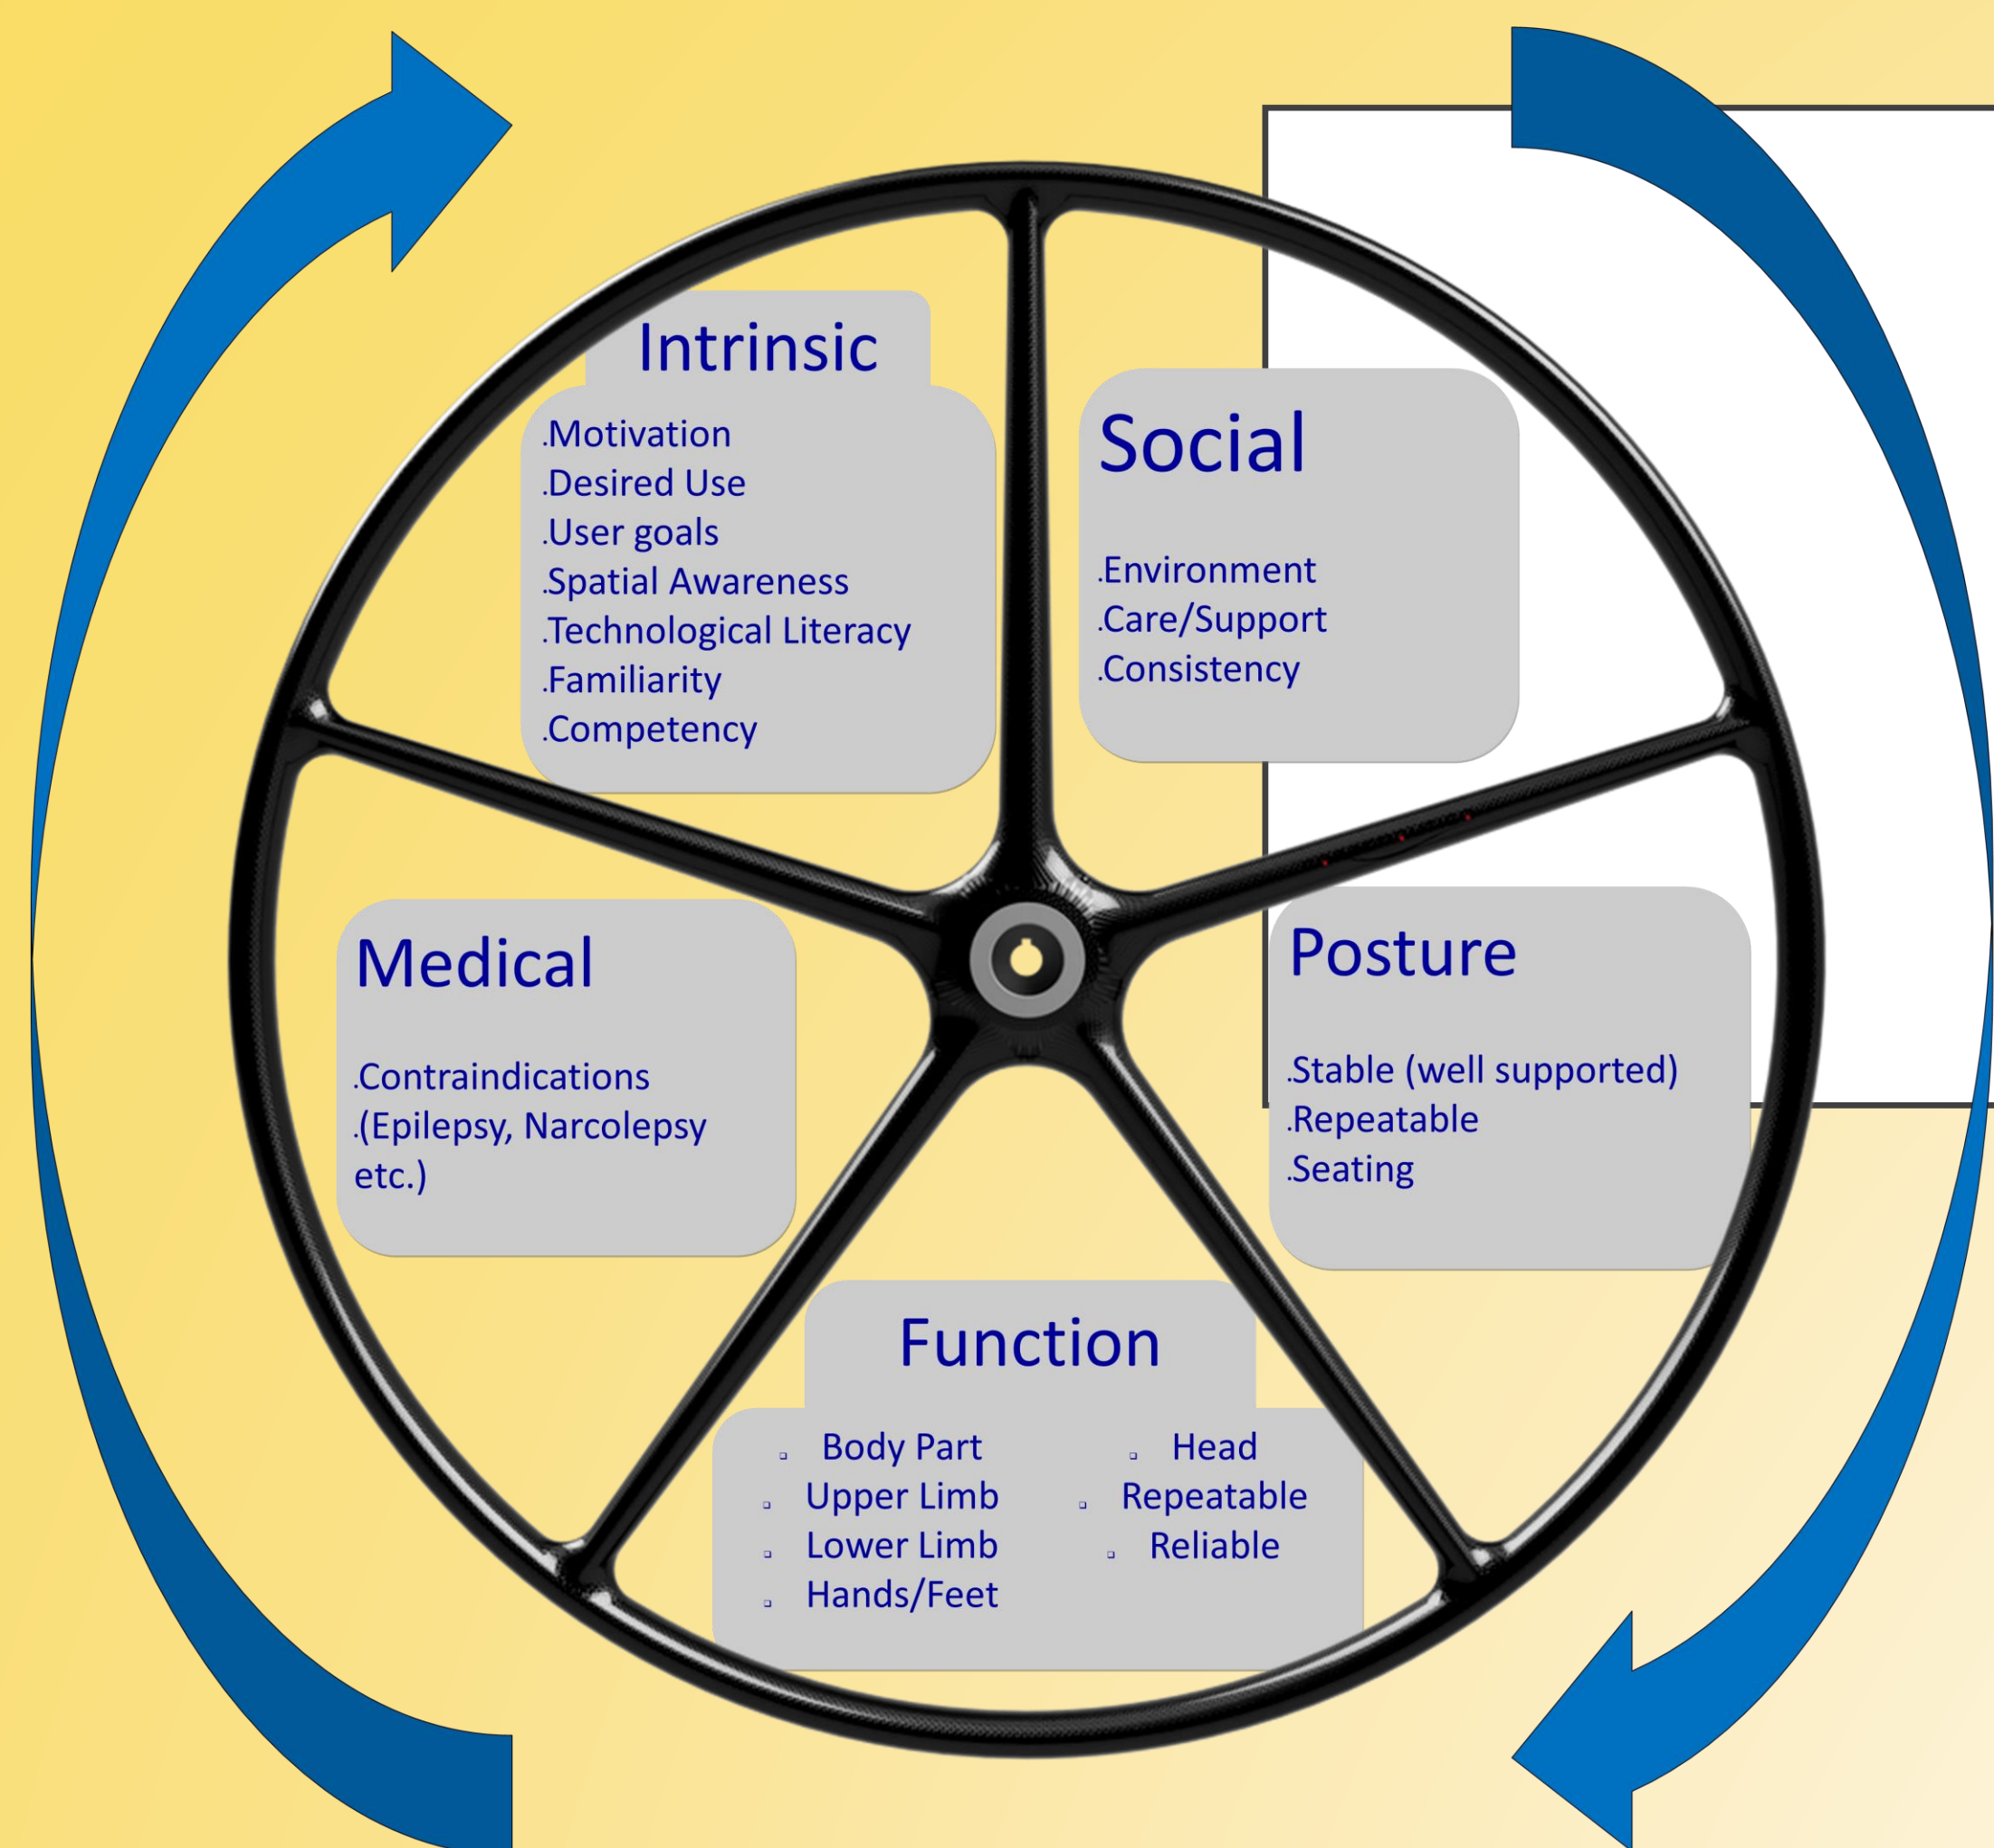 Intrinsic
.Motivation
.Desired Use
.User goals
.Spatial Awareness
.Technological Literacy
.Familiarity
.Competency
Social
.Environment
.Care/Support
.Consistency
Medical
.Contraindications
.(Epilepsy, Narcolepsy
etc.)
Posture
.Stable (well supported)
.Repeatable
.Seating
Function
Body Part
Upper Limb
Lower Limb
Hands/Feet
Head
Repeatable
Reliable